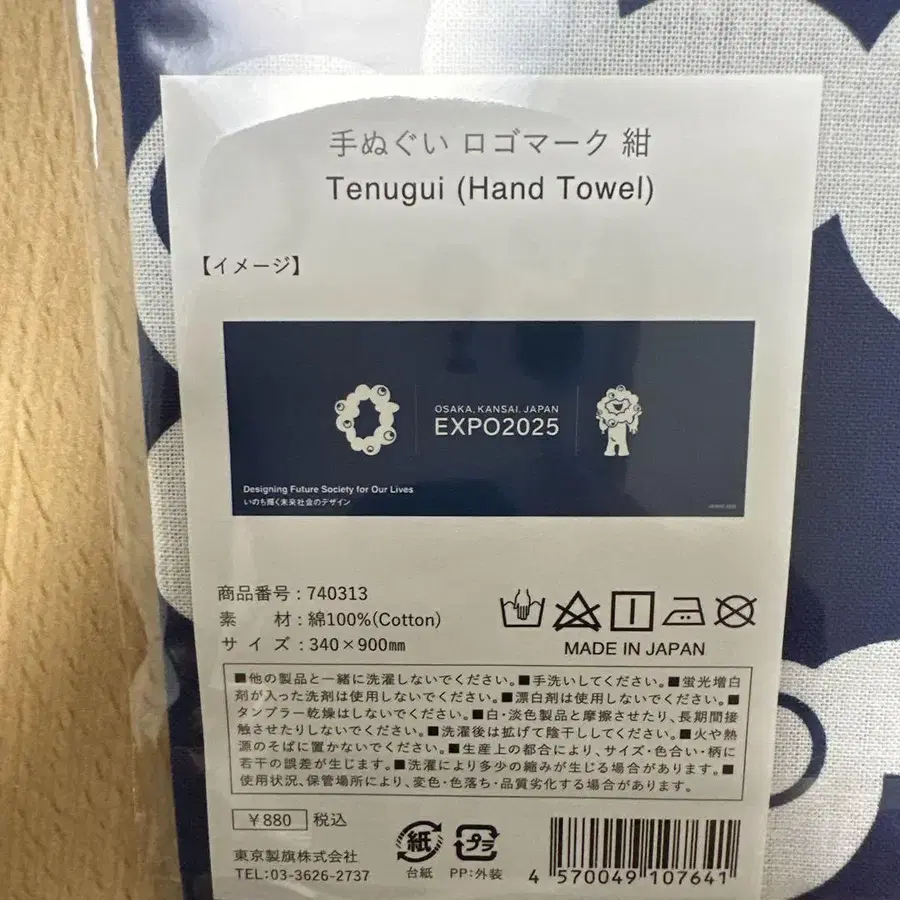 手ぬぐい ロゴマーク 紺
Tenugui (Hand Towel)
【イメージ】
OSAKA, KANSAI, JAPAN
EXPO2025
Designing Future Society for Our Lives
いのち輝く未来社会のデザイン
商品番号：740313
素　材：綿100%(Cotton)
サイズ：340×900㎜
MADE IN JAPAN
■他の製品と一緒に洗濯しないでください。■手洗いしてください。■蛍光増白
剤が入った洗剤は使用しないでください。■漂白剤は使用しないでください。■
タンブラー乾燥はしないでください。■白・淡色製品と摩擦させたり、長期間接
触させたりしないでください。■洗濯後は拡げて陰干ししてください。■火や熱
源のそばに置かないでください。■生産上の都合により、サイズ・色合い・柄に
若干の誤差が生じます。■洗濯により多少の縮みが生じる場合があります。■
使用状況、保管場所により、変色・色落ち・品質劣化する場合があります。
￥880 税込
東京製旗株式会社
TEL:03-3626-2737
紙
台紙
プラ
PP:外装
4 570049 107641